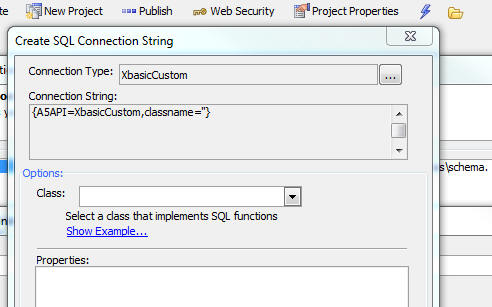 te New Project Publish Web Security Project Properties
Create SQL Connection String
Connection Type: XbasicCustom ...
Connection String:
{A5API=XbasicCustom,classname="}
s\schema.
Options:
Class:
Select a class that implements SQL functions
Show Example...
Properties: